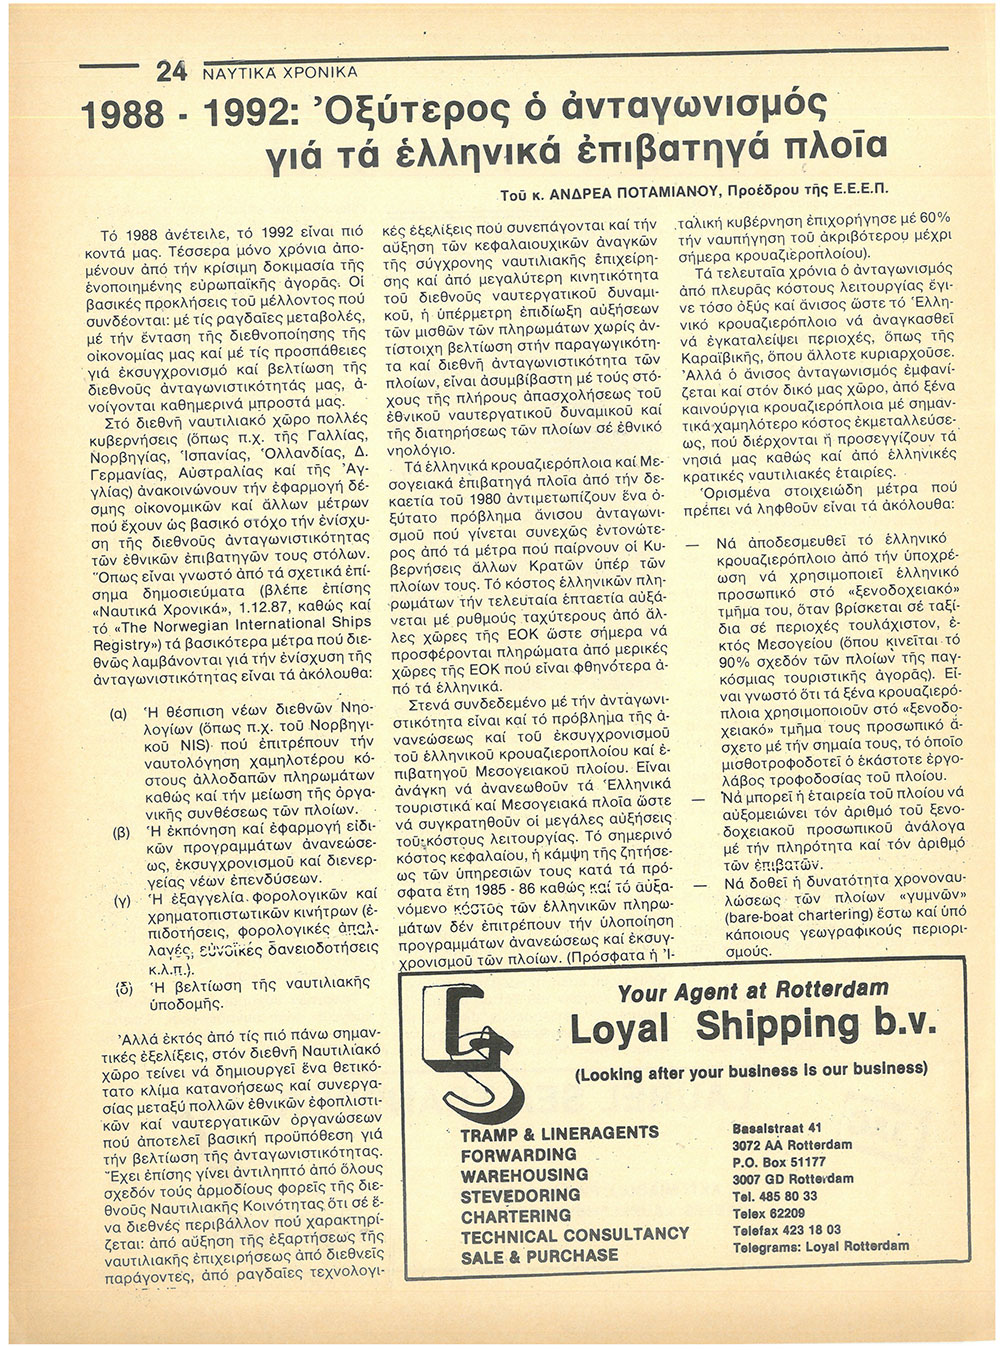 24 ΝΑΥΤΙΚΑ ΧΡΟΝΙΚΑ
1988 - 1992: Ὀξύτερος ὁ ἀνταγωνισμός
γιά τά ἑλληνικά ἐπιβατηγά πλοῖα
Τοῦ κ. ΑΝΔΡΕΑ ΠΟΤΑΜΙΑΝΟΥ, Προέδρου τῆς Ε.Ε.Ε.Π.
Τό 1988 ἀνέτειλε, τό 1992 εἶναι πιό
κοντά μας. Τέσσερα μόνο χρόνια ἀπο-
μένουν ἀπό τήν κρίσιμη δοκιμασία τῆς
ἑνοποιημένης εὐρωπαϊκῆς ἀγορᾶς. Οἱ
βασικές προκλήσεις τοῦ μέλλοντος πού
συνδέονται: μέ τίς ραγδαῖες μεταβολές,
μέ τήν ἔνταση τῆς διεθνοποίησης τῆς
οἰκονομίας μας καί μέ τίς προσπάθειες
γιά ἐκσυγχρονισμό καί βελτίωση τῆς
διεθνοῦς ἀνταγωνιστικότητάς μας, ἀ-
νοίγονται καθημερινά μπροστά μας.
Στό διεθνῆ ναυτιλιακό χῶρο πολλές
κυβερνήσεις (ὅπως π.χ. τῆς Γαλλίας,
Νορβηγίας, Ἱσπανίας, Ὁλλανδίας, Δ.
Γερμανίας, Αὐστραλίας καί τῆς Ἀγ-
γλίας) ἀνακοινώνουν τήν ἐφαρμογή δέ-
σμης οἰκονομικῶν καί ἄλλων μέτρων
πού ἔχουν ὡς βασικό στόχο τήν ἐνίσχυ-
ση τῆς διεθνοῦς ἀνταγωνιστικότητας
τῶν ἐθνικῶν ἐπιβατηγῶν τους στόλων.
Ὅπως εἶναι γνωστό ἀπό τά σχετικά ἐπί-
σημα δημοσιεύματα (βλέπε ἐπίσης
«Ναυτικά Χρονικά», 1.12.87, καθώς καί
τό «The Norwegian International Ships
Registry») τά βασικότερα μέτρα πού διε-
θνῶς λαμβάνονται γιά τήν ἐνίσχυση τῆς
ἀνταγωνιστικότητας εἶναι τά ἀκόλουθα:
(α) Ἡ θέσπιση νέων διεθνῶν Νηο-
λογίων (ὅπως π.χ. τοῦ Νορβηγι-
κοῦ NIS) πού ἐπιτρέπουν τήν
ναυτολόγηση χαμηλοτέρου κό-
στους ἀλλοδαπῶν πληρωμάτων
καθώς καί τήν μείωση τῆς ὀργα-
νικῆς συνθέσεως τῶν πλοίων.
(β) Ἡ ἐκπόνηση καί ἐφαρμογή εἰδι-
κῶν προγραμμάτων ἀνανεώσε-
ως, ἐκσυγχρονισμοῦ καί διενερ-
γείας νέων ἐπενδύσεων.
(γ) Ἡ ἐξαγγελία φορολογικῶν καί
χρηματοπιστωτικῶν κινήτρων (ἐ-
πιδοτήσεις, φορολογικές ἀπαλ-
λαγές, εὐνοϊκές δανειοδοτήσεις
κ.λ.π.).
(δ) Ἡ βελτίωση τῆς ναυτιλιακῆς
ὑποδομῆς.
Ἀλλά ἐκτός ἀπό τίς πιό πάνω σημαν-
τικές ἐξελίξεις, στόν διεθνῆ Ναυτιλιακό
χῶρο τείνει νά δημιουργεῖ ἕνα θετικό-
τατο κλίμα κατανοήσεως καί συνεργα-
σίας μεταξύ πολλῶν ἐθνικῶν ἐφοπλιστι-
κῶν καί ναυτεργατικῶν ὀργανώσεων
πού ἀποτελεῖ βασική προϋπόθεση γιά
τήν βελτίωση τῆς ἀνταγωνιστικότητας.
Ἔχει ἐπίσης γίνει ἀντιληπτό ἀπό ὅλους
σχεδόν τούς ἁρμοδίους φορεῖς τῆς διε-
θνοῦς Ναυτιλιακῆς Κοινότητας ὅτι σέ ἕ-
να διεθνές περιβάλλον πού χαρακτηρί-
ζεται: ἀπό αὔξηση τῆς ἐξαρτήσεως τῆς
ναυτιλιακῆς ἐπιχειρήσεως ἀπό διεθνεῖς
παράγοντες, ἀπό ραγδαῖες τεχνολογι-
κές ἐξελίξεις πού συνεπάγονται καί τήν
αὔξηση τῶν κεφαλαιουχικῶν ἀναγκῶν
τῆς σύγχρονης ναυτιλιακῆς ἐπιχείρη-
σης καί ἀπό μεγαλύτερη κινητικότητα
τοῦ διεθνοῦς ναυτεργατικοῦ δυναμι-
κοῦ, ἡ ὑπέρμετρη ἐπιδίωξη αὐξήσεων
τῶν μισθῶν τῶν πληρωμάτων χωρίς ἀν-
τίστοιχη βελτίωση στήν παραγωγικότη-
τα καί διεθνῆ ἀνταγωνιστικότητα τῶν
πλοίων, εἶναι ἀσυμβίβαστη μέ τούς στό-
χους τῆς πλήρους ἀπασχολήσεως τοῦ
ἐθνικοῦ ναυτεργατικοῦ δυναμικοῦ καί
τῆς διατηρήσεως τῶν πλοίων σέ ἐθνικό
νηολόγιο.
Τά ἑλληνικά κρουαζιερόπλοια καί Με-
σογειακά ἐπιβατηγά πλοῖα ἀπό τήν δε-
καετία τοῦ 1980 ἀντιμετωπίζουν ἕνα ὀ-
ξύτατο πρόβλημα ἄνισου ἀνταγωνι-
σμοῦ πού γίνεται συνεχῶς ἐντονώτε-
ρος ἀπό τά μέτρα πού παίρνουν οἱ Κυ-
βερνήσεις ἄλλων Κρατῶν ὑπέρ τῶν
πλοίων τους. Τό κόστος ἑλληνικῶν πλη-
ρωμάτων τήν τελευταία ἑπταετία αὐξά-
νεται μέ ρυθμούς ταχύτερους ἀπό ἄλ-
λες χῶρες τῆς ΕΟΚ ὥστε σήμερα νά
προσφέρονται πληρώματα ἀπό μερικές
χῶρες τῆς ΕΟΚ πού εἶναι φθηνότερα ἀ-
πό τά ἑλληνικά.
Στενά συνδεδεμένο μέ τήν ἀνταγωνι-
στικότητα εἶναι καί τό πρόβλημα τῆς ἀ-
νανεώσεως καί τοῦ ἐκσυγχρονισμοῦ
τοῦ ἑλληνικοῦ κρουαζιεροπλοίου καί ἐ-
πιβατηγοῦ Μεσογειακοῦ πλοίου. Εἶναι
ἀνάγκη νά ἀνανεωθοῦν τά Ἑλληνικά
τουριστικά καί Μεσογειακά πλοῖα ὥστε
νά συγκρατηθοῦν οἱ μεγάλες αὐξήσεις
τοῦ κόστους λειτουργίας. Τό σημερινό
κόστος κεφαλαίου, ἡ κάμψη τῆς ζητήσε-
ως τῶν ὑπηρεσιῶν τους κατά τά πρό-
σφατα ἔτη 1985 - 86 καθώς καί τό αὐξα-
νόμενο κόστος τῶν ἑλληνικῶν πληρω-
μάτων δέν ἐπιτρέπουν τήν ὑλοποίηση
προγραμμάτων ἀνανεώσεως καί ἐκσυγ-
χρονισμοῦ τῶν πλοίων. (Πρόσφατα ἡ Ἰ-
ταλική κυβέρνηση ἐπιχορήγησε μέ 60%
τήν ναυπήγηση τοῦ ἀκριβότερου μέχρι
σήμερα κρουαζιεροπλοίου).
Τά τελευταῖα χρόνια ὁ ἀνταγωνισμός
ἀπό πλευρᾶς κόστους λειτουργίας ἔγι-
νε τόσο ὀξύς καί ἄνισος ὥστε τό Ἑλλη-
νικό κρουαζιερόπλοιο νά ἀναγκασθεῖ
νά ἐγκαταλείψει περιοχές, ὅπως τῆς
Καραϊβικῆς, ὅπου ἄλλοτε κυριαρχοῦσε.
Ἀλλά ὁ ἄνισος ἀνταγωνισμός ἐμφανί-
ζεται καί στόν δικό μας χῶρο, ἀπό ξένα
καινούργια κρουαζιερόπλοια μέ σημαν-
τικά χαμηλότερο κόστος ἐκμεταλλεύσε-
ως, πού διέρχονται ἤ προσεγγίζουν τά
νησιά μας καθώς καί ἀπό ἑλληνικές
κρατικές ναυτιλιακές ἑταιρίες.
Ὁρισμένα στοιχειώδη μέτρα πού
πρέπει νά ληφθοῦν εἶναι τά ἀκόλουθα:
— Νά ἀποδεσμευθεῖ τό ἑλληνικό
κρουαζιερόπλοιο ἀπό τήν ὑποχρέ-
ωση νά χρησιμοποιεῖ ἑλληνικό
προσωπικό στό «ξενοδοχειακό»
τμῆμα του, ὅταν βρίσκεται σέ ταξί-
δια σέ περιοχές τουλάχιστον, ἐ-
κτός Μεσογείου (ὅπου κινεῖται τό
90% σχεδόν τῶν πλοίων τῆς παγ-
κόσμιας τουριστικῆς ἀγορᾶς). Εἶ-
ναι γνωστό ὅτι τά ξένα κρουαζιερό-
πλοια χρησιμοποιοῦν στό «ξενοδο-
χειακό» τμῆμα τους προσωπικό ἄ-
σχετο μέ τήν σημαία τους, τό ὁποῖο
μισθοτροφοδοτεῖ ὁ ἑκάστοτε ἐργο-
λάβος τροφοδοσίας τοῦ πλοίου.
— Νά μπορεῖ ἡ ἑταιρεία τοῦ πλοίου νά
αὐξομειώνει τόν ἀριθμό τοῦ ξενο-
δοχειακοῦ προσωπικοῦ ἀνάλογα
μέ τήν πληρότητα καί τόν ἀριθμό
τῶν ἐπιβατῶν.
— Νά δοθεῖ ἡ δυνατότητα χρονοναυ-
λώσεως τῶν πλοίων «γυμνῶν»
(bare-boat chartering) ἔστω καί ὑπό
κάποιους γεωγραφικούς περιορι-
σμούς.
Your Agent at Rotterdam
Loyal Shipping b.v.
(Looking after your business is our business)
TRAMP & LINERAGENTS
FORWARDING
WAREHOUSING
STEVEDORING
CHARTERING
TECHNICAL CONSULTANCY
SALE & PURCHASE
Basalstraat 41
3072 AA Rotterdam
P.O. Box 51177
3007 GD Rotterdam
Tel. 485 80 33
Telex 62209
Telefax 423 18 03
Telegrams: Loyal Rotterdam